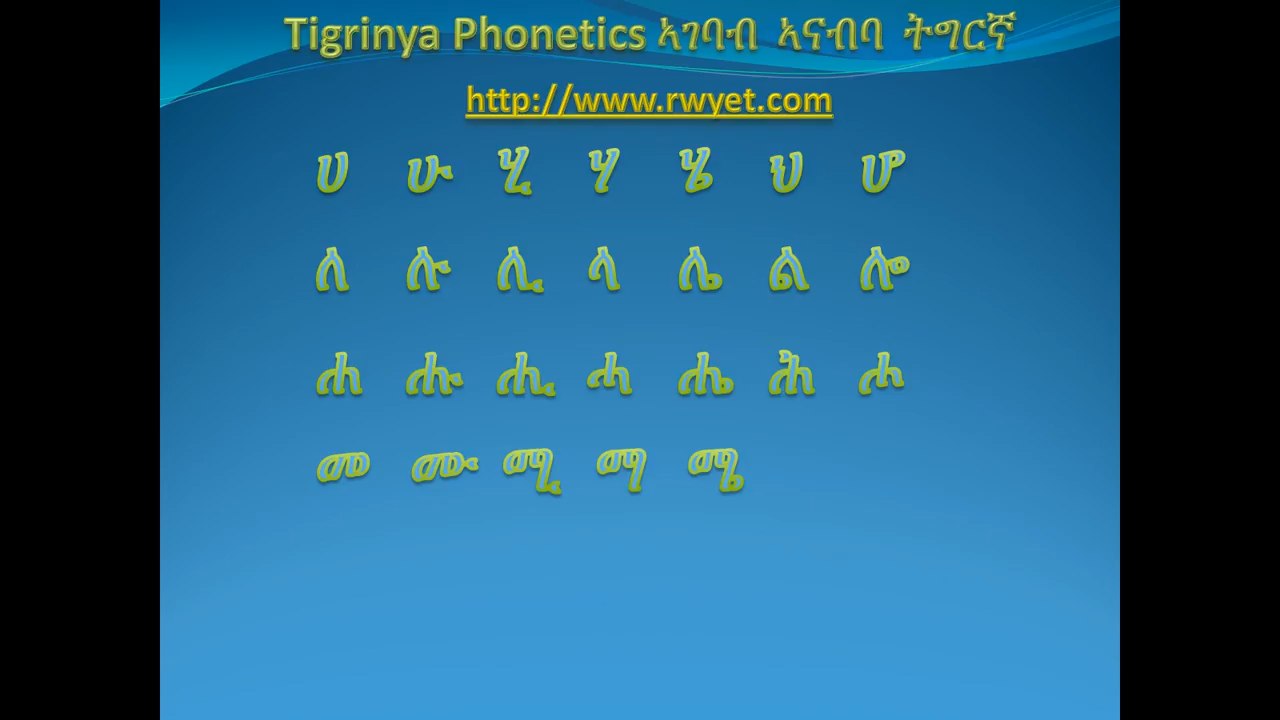 Tigrinya Phonetics ኣገባብ ኣናብባ ትግርኛ
http://www.rwyet.com
ሀ ሁ ሂ ሃ ሄ ህ ሆ
ለ ሉ ሊ ላ ሌ ል ሎ
ሐ ሑ ሒ ሓ ሔ ሕ ሖ
መ ሙ ሚ ማ ሜ